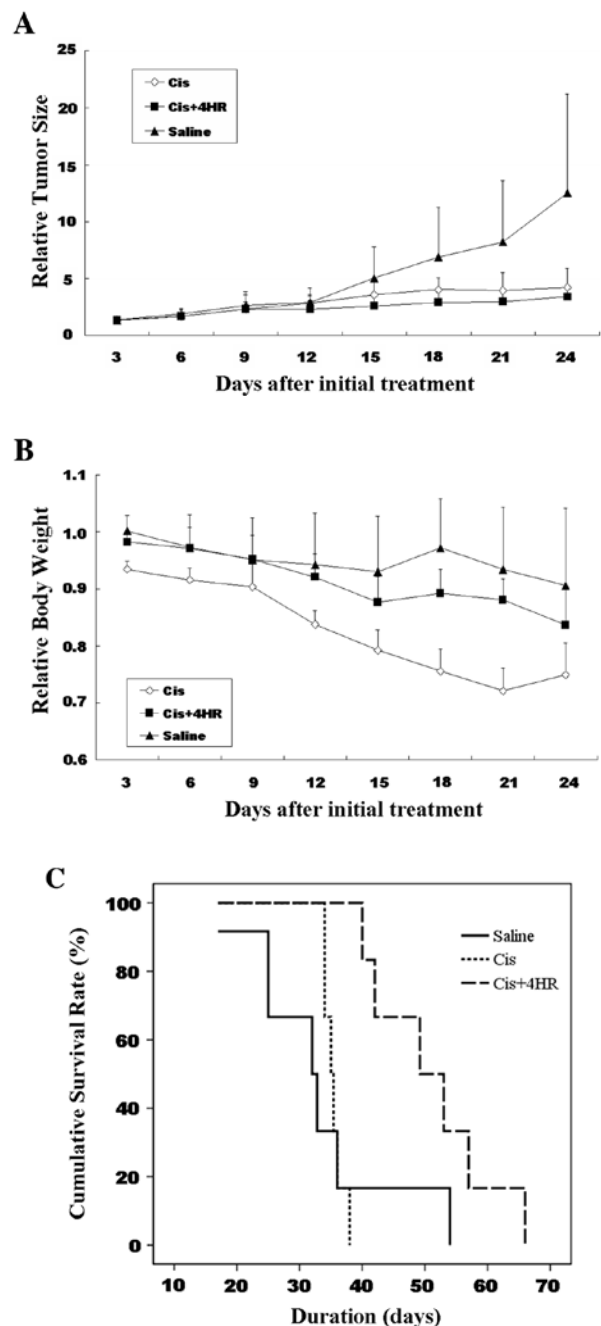 A
25
20
15
10
5
0
Relative Tumor Size
Cis
Cis+4HR
Saline
3 6 9 12 15 18 21 24
Days after initial treatment
B
1.1
1.0
0.9
0.8
0.7
0.6
Relative Body Weight
Cis
Cis+4HR
Saline
3 6 9 12 15 18 21 24
Days after initial treatment
C
100
80
60
40
20
0
Cumulative Survival Rate (%)
Saline
Cis
Cis+4HR
10 20 30 40 50 60 70
Duration (days)